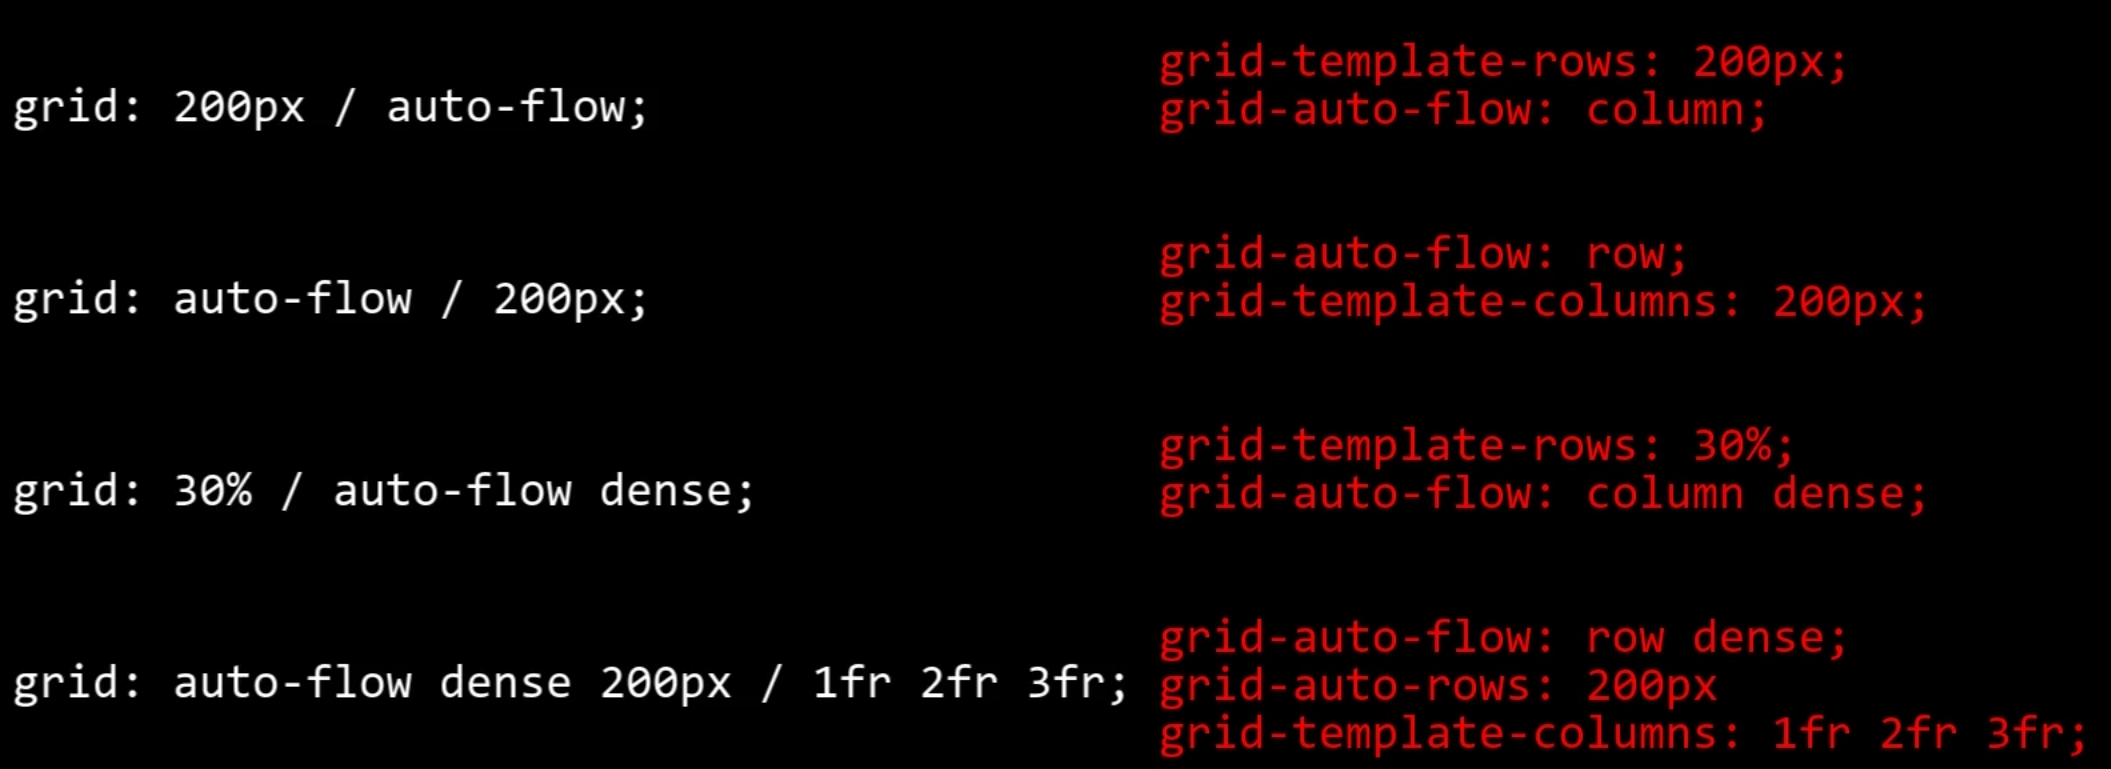 grid: 200px / auto-flow;
grid-template-rows: 200px;
grid-auto-flow: column;
grid: auto-flow / 200px;
grid-auto-flow: row;
grid-template-columns: 200px;
grid: 30% / auto-flow dense;
grid-template-rows: 30%;
grid-auto-flow: column dense;
grid: auto-flow dense 200px / 1fr 2fr 3fr;
grid-auto-flow: row dense;
grid-auto-rows: 200px
grid-template-columns: 1fr 2fr 3fr;